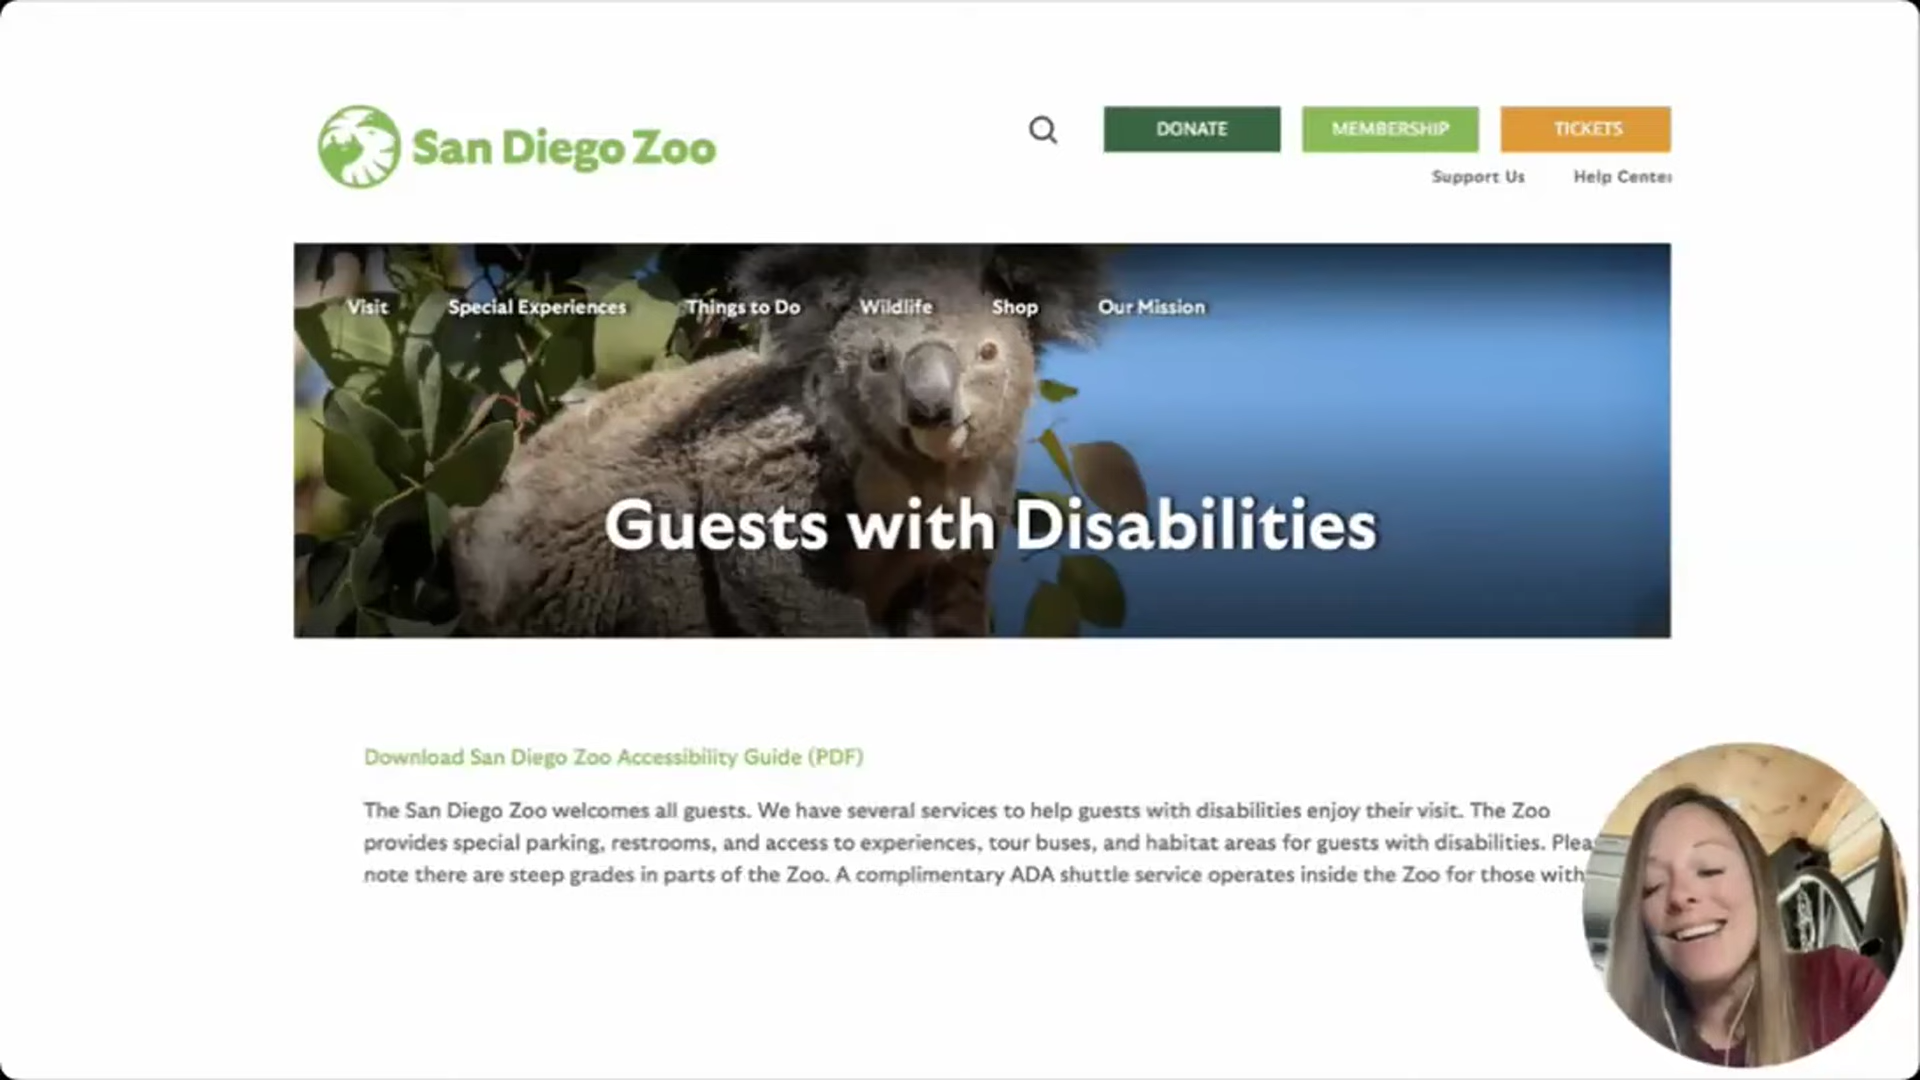 San Diego Zoo
DONATE
MEMBERSHIP
TICKETS
Support Us
Help Center
Visit
Special Experiences
Things to Do
Wildlife
Shop
Our Mission
Guests with Disabilities
Download San Diego Zoo Accessibility Guide (PDF)
The San Diego Zoo welcomes all guests. We have several services to help guests with disabilities enjoy their visit. The Zoo
provides special parking, restrooms, and access to experiences, tour buses, and habitat areas for guests with disabilities. Plea
note there are steep grades in parts of the Zoo. A complimentary ADA shuttle service operates inside the Zoo for those with